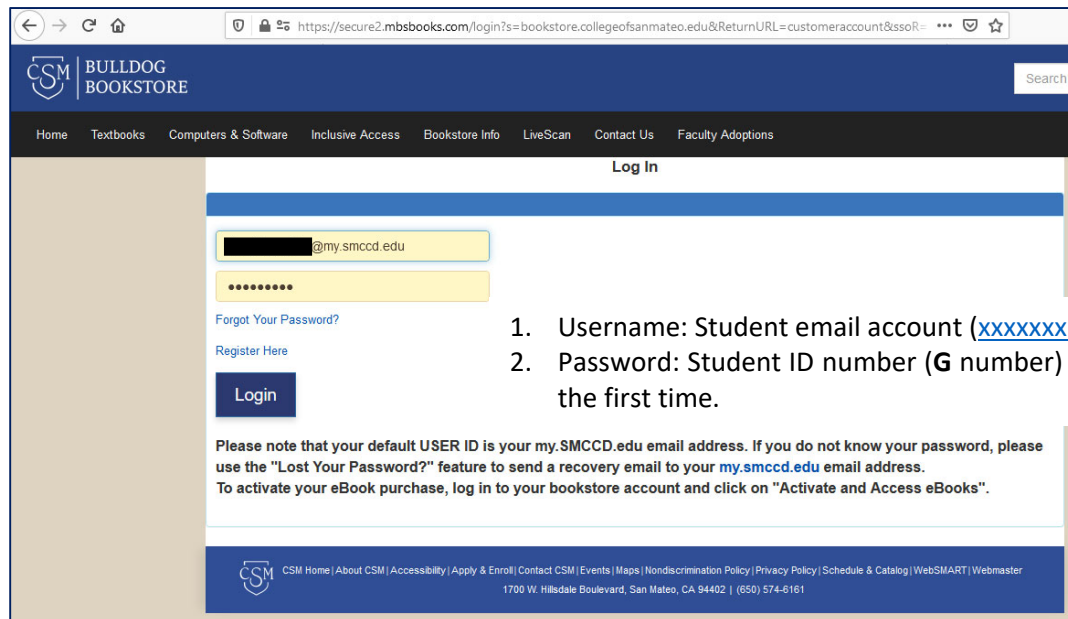 https://secure2.mbsbooks.com/login?s=bookstore.collegeofsanmateo.edu&ReturnURL=customeraccount&ssoR=
CSM BULLDOG
BOOKSTORE
Search
Home Textbooks Computers & Software Inclusive Access Bookstore Info LiveScan Contact Us Faculty Adoptions
Log In
@my.smccd.edu
•••••••••
Forgot Your Password?
1. Username: Student email account (xxxxxxx
Register Here
2. Password: Student ID number (G number)
the first time.
Login
Please note that your default USER ID is your my.SMCCD.edu email address. If you do not know your password, please
use the "Lost Your Password?" feature to send a recovery email to your my.smccd.edu email address.
To activate your eBook purchase, log in to your bookstore account and click on "Activate and Access eBooks".
CSM CSM Home|About CSM|Accessibility|Apply & Enroll|Contact CSM|Events|Maps|Nondiscrimination Policy|Privacy Policy|Schedule & Catalog|WebSMART|Webmaster
1700 W. Hillsdale Boulevard, San Mateo, CA 94402 | (650) 574-6161